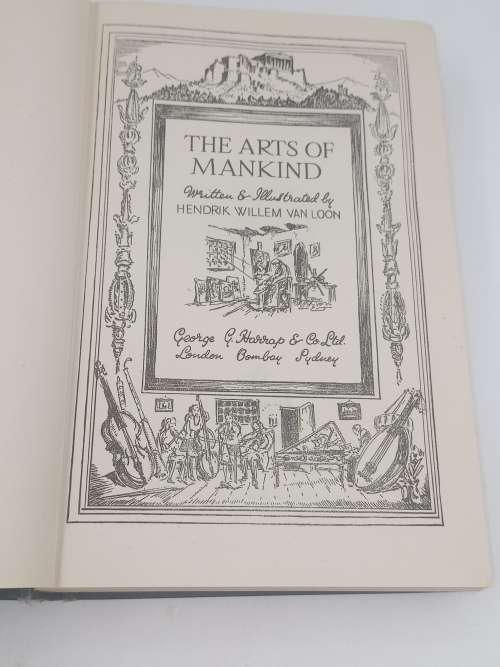 THE ARTS OF
MANKIND
Written & Illustrated by
HENDRIK WILLEM VAN LOON
George G. Harrap & Co Ltd.
London Bombay Sydney